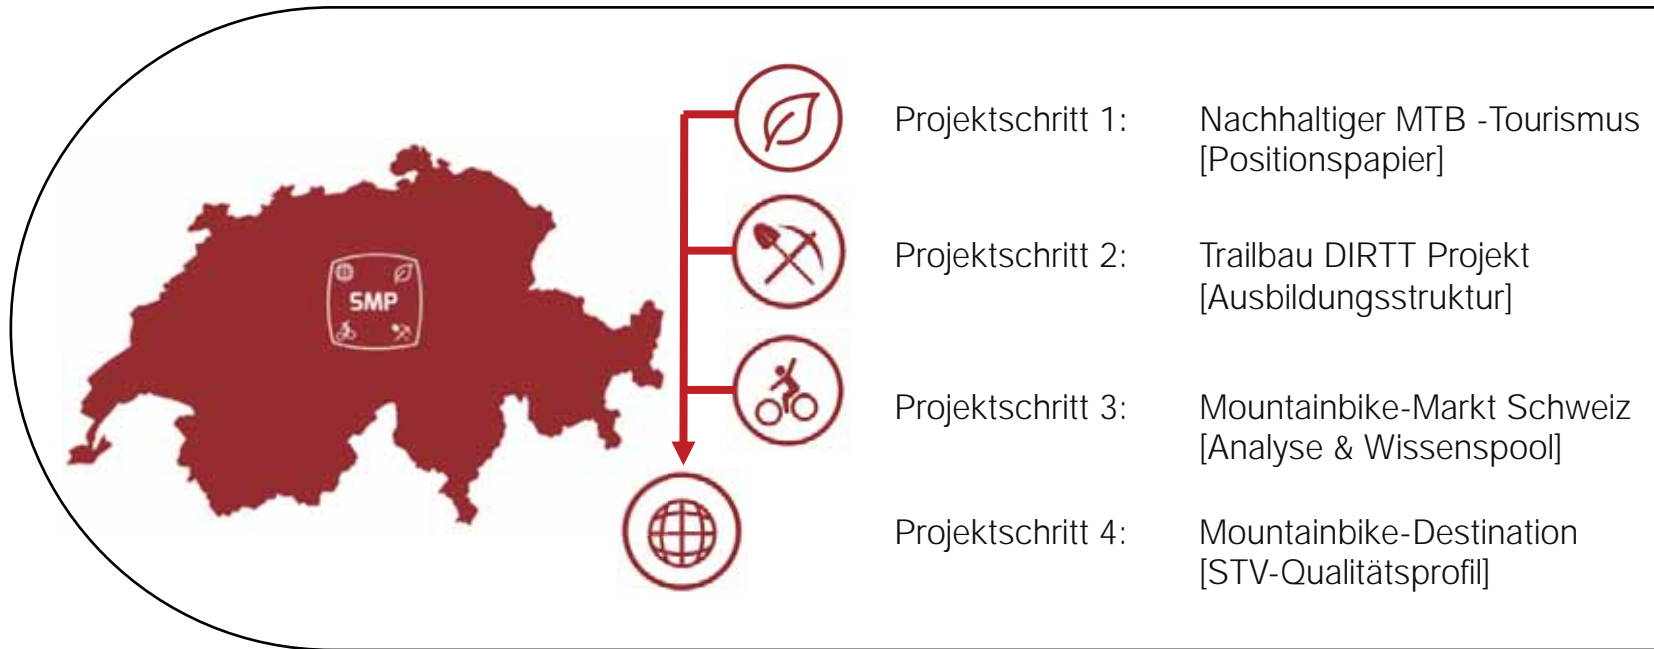 SMP
Projektschritt 1: Nachhaltiger MTB -Tourismus
[Positionspapier]
Projektschritt 2: Trailbau DIRTT Projekt
[Ausbildungsstruktur]
Projektschritt 3: Mountainbike-Markt Schweiz
[Analyse & Wissenspool]
Projektschritt 4: Mountainbike-Destination
[STV-Qualitätsprofil]